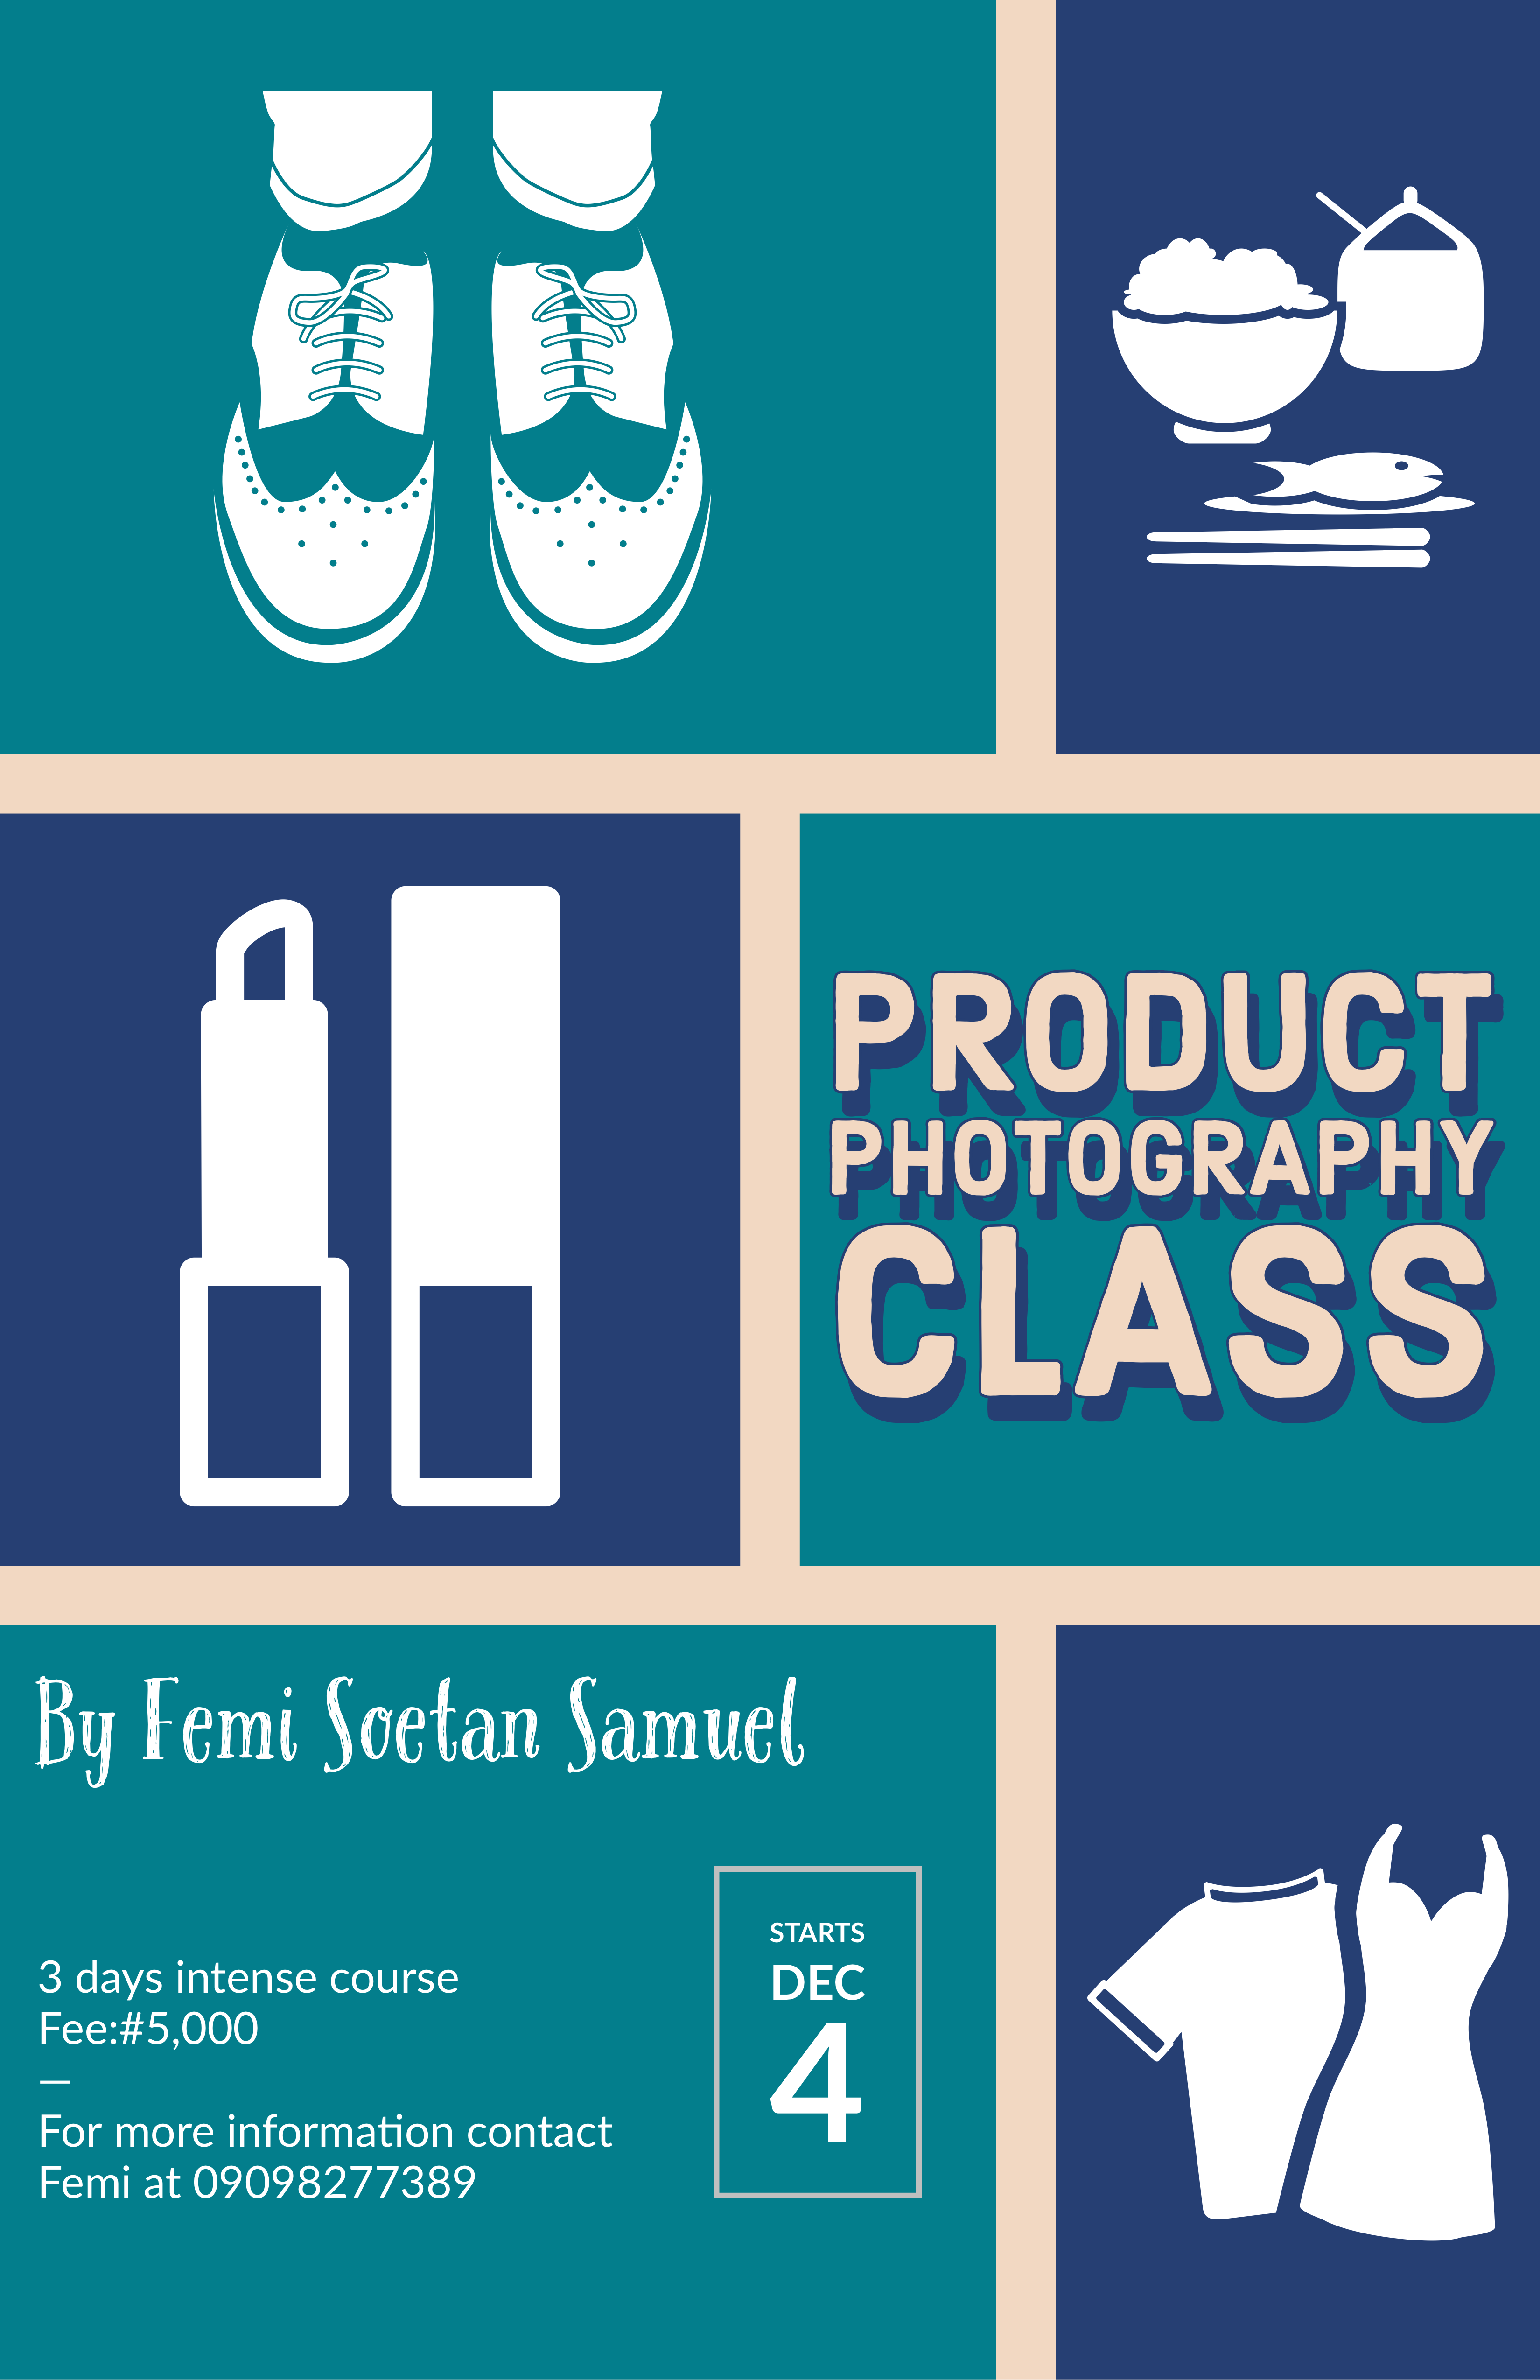 PRODUCT
PHOTOGRAPHY
CLASS
By Femi Soetan Samuel
3 days intense course
Fee:#5,000
—
For more information contact
Femi at 09098277389
STARTS
DEC
4